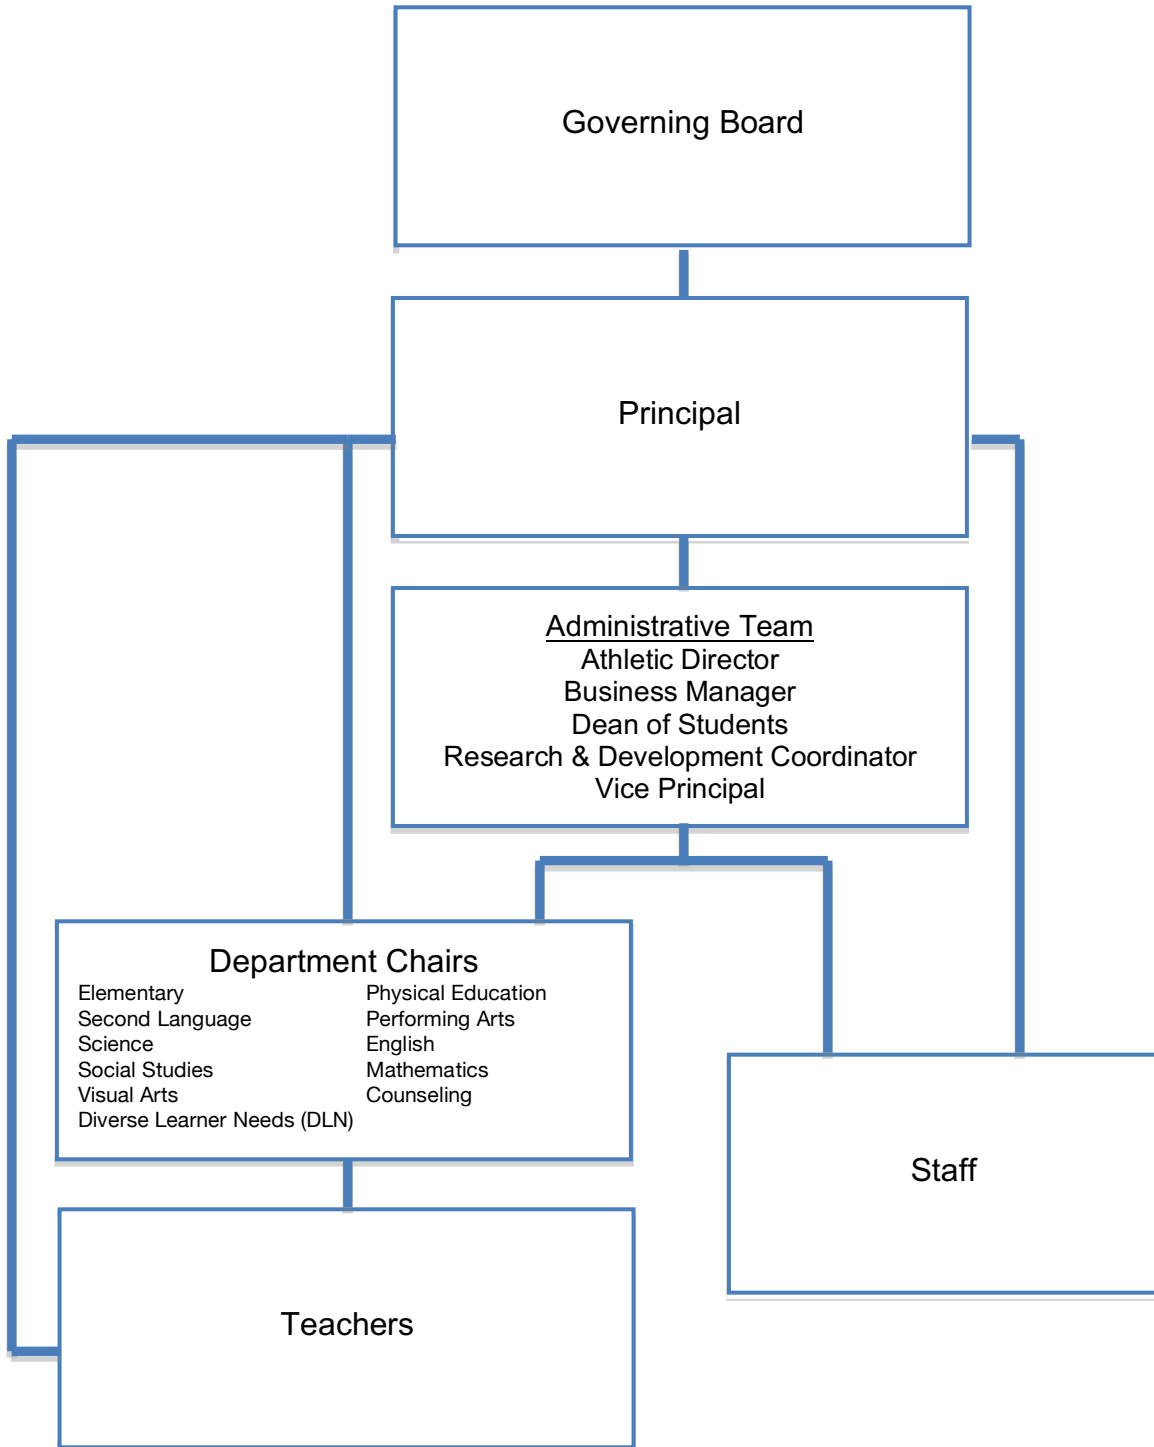 Governing Board
Principal
Administrative Team
Athletic Director
Business Manager
Dean of Students
Research & Development Coordinator
Vice Principal
Department Chairs
Elementary
Second Language
Science
Social Studies
Visual Arts
Diverse Learner Needs (DLN)
Physical Education
Performing Arts
English
Mathematics
Counseling
Staff
Teachers